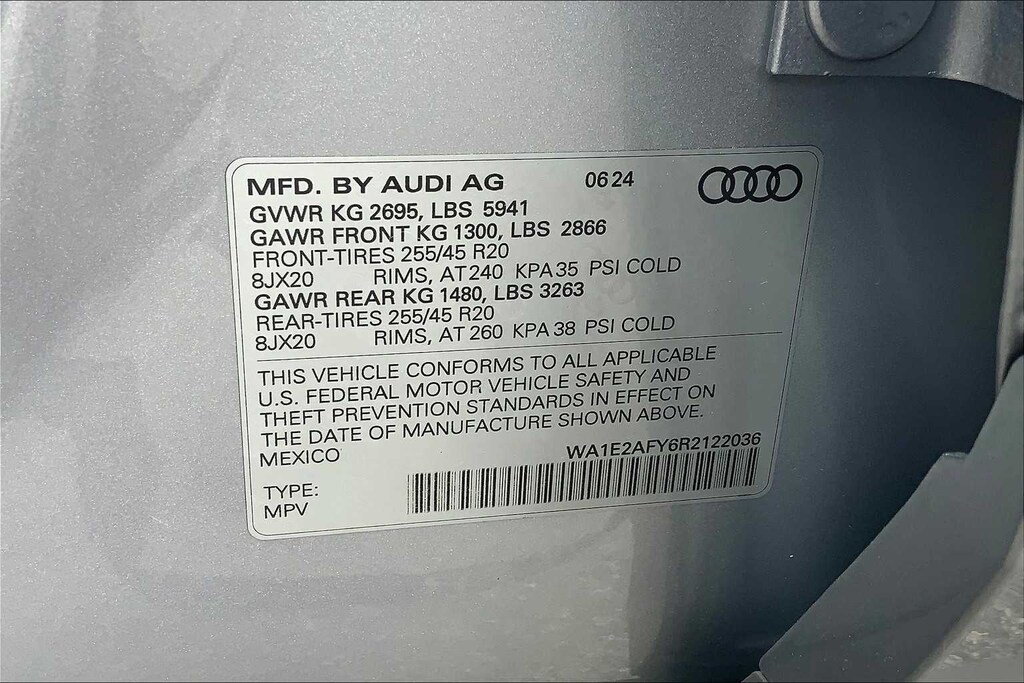 MFD. BY AUDI AG 06 24
GVWR KG 2695, LBS 5941
GAWR FRONT KG 1300, LBS 2866
FRONT-TIRES 255/45 R20
8JX20 RIMS, AT 240 KPA 35 PSI COLD
GAWR REAR KG 1480, LBS 3263
REAR-TIRES 255/45 R20
8JX20 RIMS, AT 260 KPA 38 PSI COLD
THIS VEHICLE CONFORMS TO ALL APPLICABLE
U.S. FEDERAL MOTOR VEHICLE SAFETY AND
THEFT PREVENTION STANDARDS IN EFFECT ON
THE DATE OF MANUFACTURE SHOWN ABOVE.
MEXICO WA1E2AFY6R2122036
TYPE:
MPV